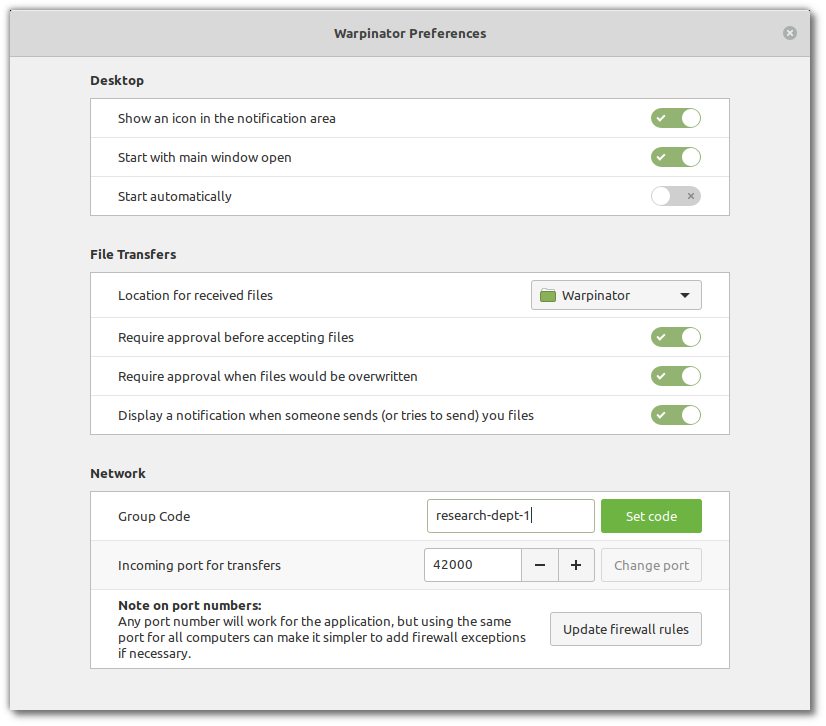 Warpinator Preferences
Desktop
Show an icon in the notification area
Start with main window open
Start automatically
File Transfers
Location for received files
Warpinator
Require approval before accepting files
Require approval when files would be overwritten
Display a notification when someone sends (or tries to send) you files
Network
Group Code
research-dept-1
Set code
Incoming port for transfers
42000
Change port
Note on port numbers:
Any port number will work for the application, but using the same
port for all computers can make it simpler to add firewall exceptions
if necessary.
Update firewall rules